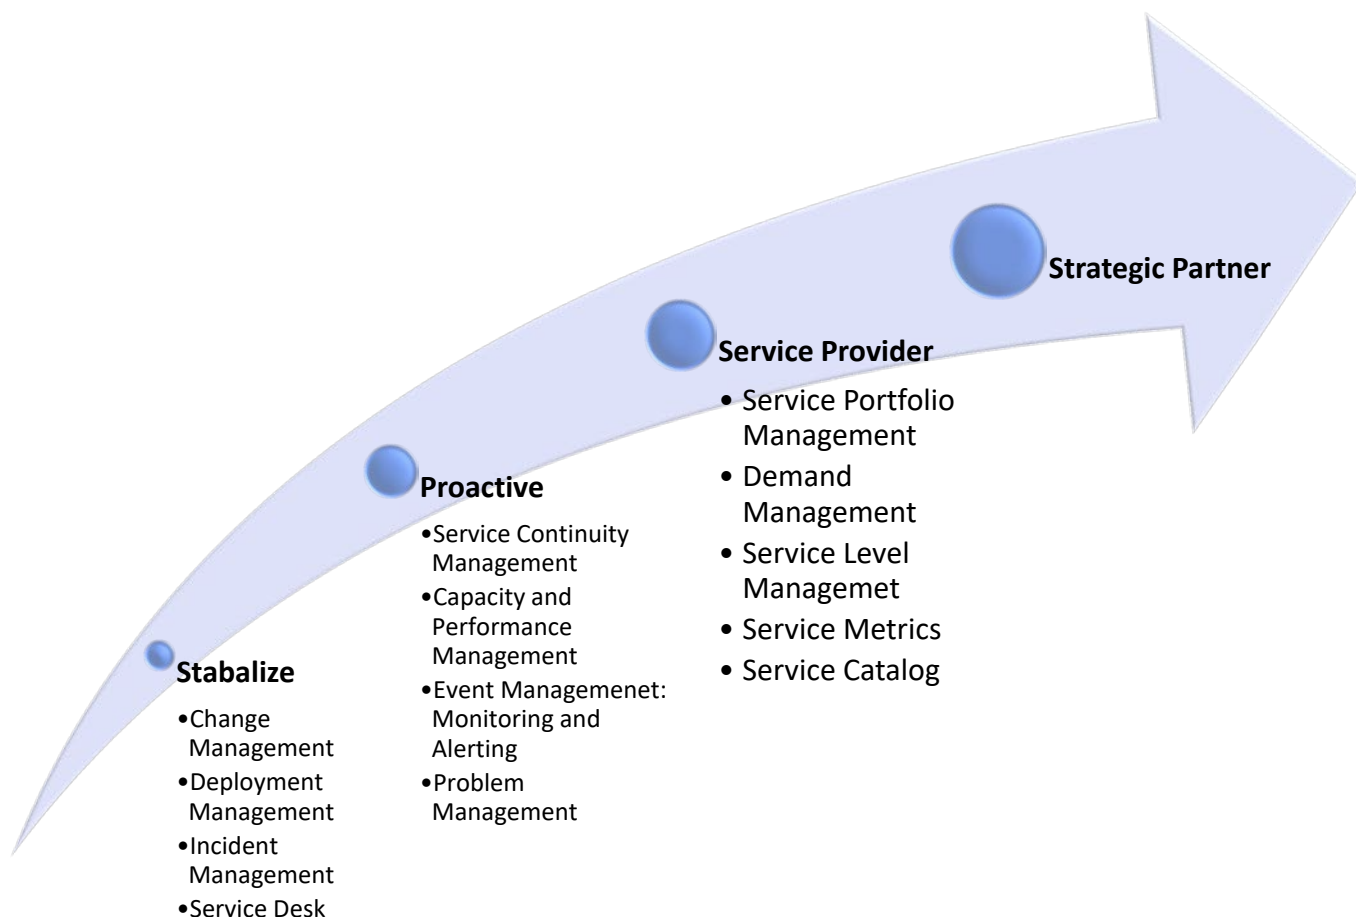 Strategic Partner
Service Provider
• Service Portfolio
Management
• Demand
Management
• Service Level
Managemet
• Service Metrics
• Service Catalog
Proactive
•Service Continuity
Management
•Capacity and
Performance
Management
•Event Managemenet:
Monitoring and
Alerting
•Problem
Management
Stabalize
•Change
Management
•Deployment
Management
•Incident
Management
•Service Desk